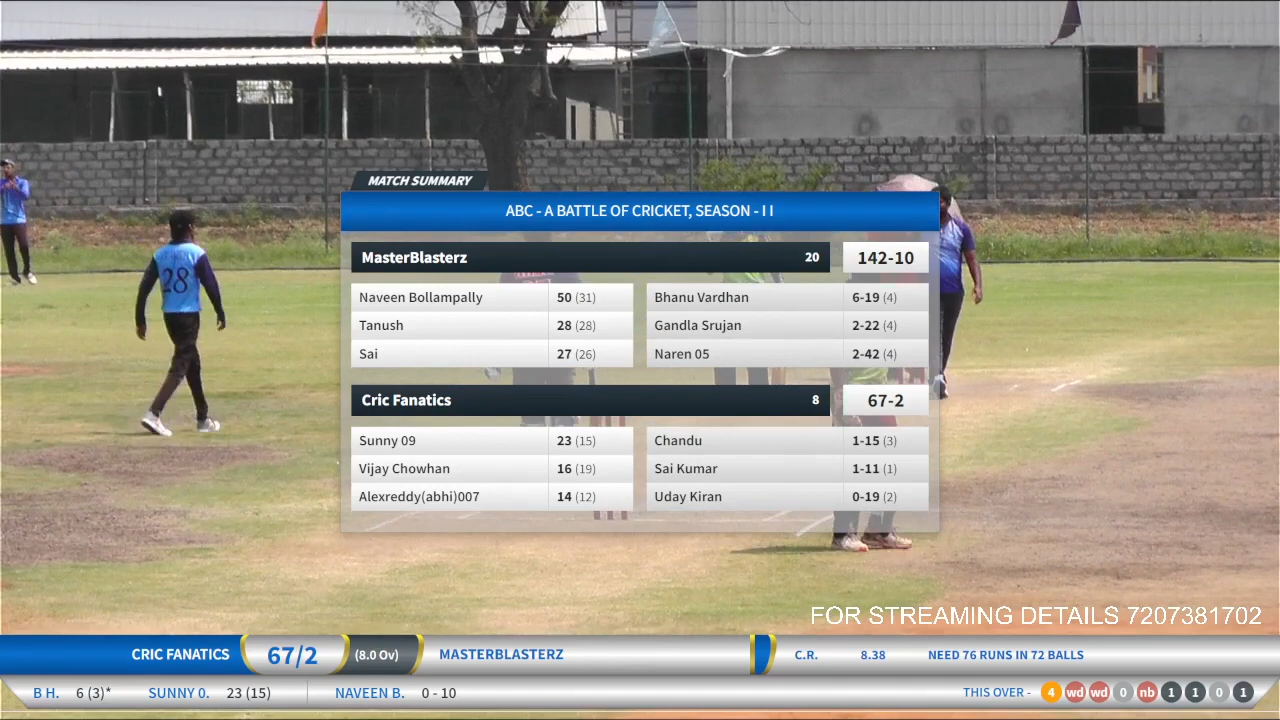 28
MATCH SUMMARY
ABC - A BATTLE OF CRICKET, SEASON - I I
MasterBlasterz 20 142-10
Naveen Bollampally 50 (31) Bhanu Vardhan 6-19 (4)
Tanush 28 (28) Gandla Srujan 2-22 (4)
Sai 27 (26) Naren 05 2-42 (4)
Cric Fanatics 8 67-2
Sunny 09 23 (15) Chandu 1-15 (3)
Vijay Chowhan 16 (19) Sai Kumar 1-11 (1)
Alexreddy(abhi)007 14 (12) Uday Kiran 0-19 (2)
FOR STREAMING DETAILS 7207381702
CRIC FANATICS 67/2 (8.0 Ov) MASTERBLASTERZ C.R. 8.38 NEED 76 RUNS IN 72 BALLS
B H. 6 (3)* SUNNY 0. 23 (15) NAVEEN B. 0 - 10 THIS OVER - 4 wd wd 0 nb 1 1 0 1